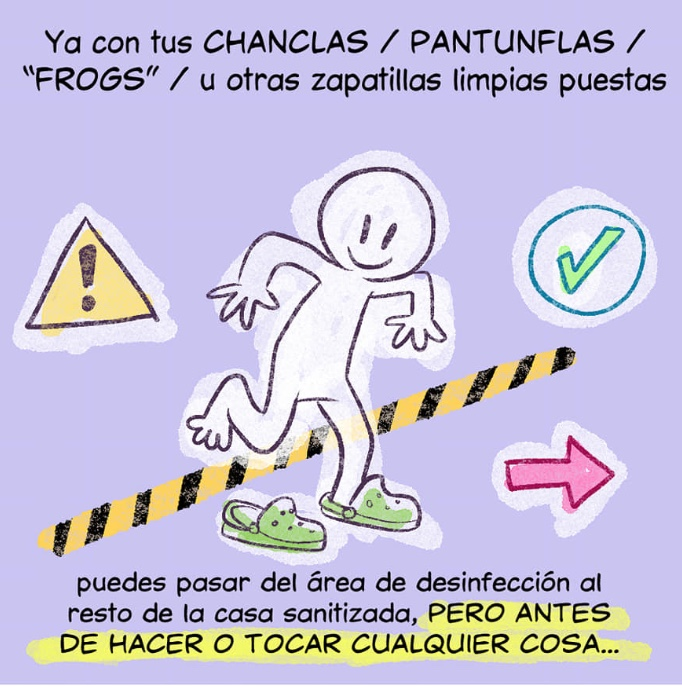 Ya con tus CHANCLAS / PANTUNFLAS /
“FROGS” / u otras zapatillas limpias puestas
puedes pasar del área de desinfección al
resto de la casa sanitizada, PERO ANTES
DE HACER O TOCAR CUALQUIER COSA...